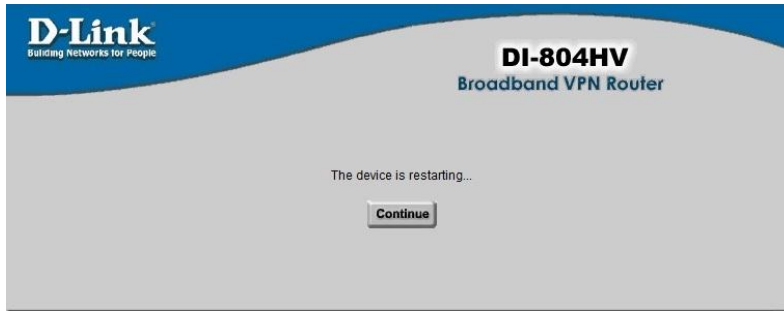 D-Link
Building Networks for People
DI-804HV
Broadband VPN Router
The device is restarting...
Continue